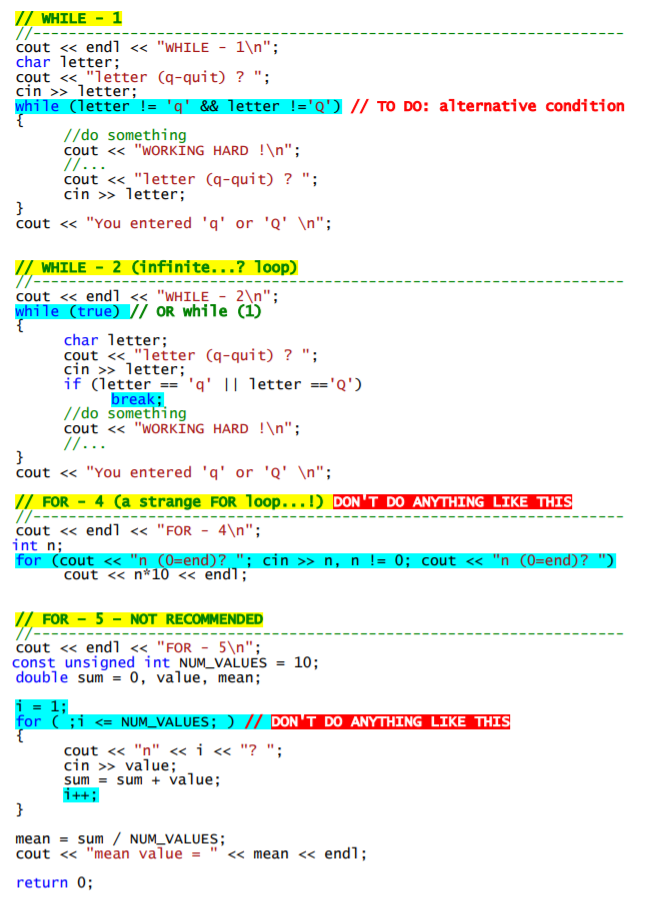 // WHILE - 1
//--------------------------------------------------------------------------
cout << endl << "WHILE - 1\n";
char letter;
cout << "letter (q-quit) ? ";
cin >> letter;
while (letter != 'q' && letter !='Q') // TO DO: alternative condition
{
//do something
cout << "WORKING HARD !\n";
//...
cout << "letter (q-quit) ? ";
cin >> letter;
}
cout << "You entered 'q' or 'Q' \n";
// WHILE - 2 (infinite...? loop)
//--------------------------------------------------------------------------
cout << endl << "WHILE - 2\n";
while (true) // OR while (1)
{
char letter;
cout << "letter (q-quit) ? ";
cin >> letter;
if (letter == 'q' || letter =='Q')
break;
//do something
cout << "WORKING HARD !\n";
//...
}
cout << "You entered 'q' or 'Q' \n";
// FOR - 4 (a strange FOR loop...!) DON'T DO ANYTHING LIKE THIS
//--------------------------------------------------------------------------
cout << endl << "FOR - 4\n";
int n;
for (cout << "n (0=end)? "; cin >> n, n != 0; cout << "n (0=end)? ")
cout << n*10 << endl;
// FOR - 5 - NOT RECOMMENDED
//--------------------------------------------------------------------------
cout << endl << "FOR - 5\n";
const unsigned int NUM_VALUES = 10;
double sum = 0, value, mean;
i = 1;
for ( ;i <= NUM_VALUES; ) // DON'T DO ANYTHING LIKE THIS
{
cout << "n" << i << "? ";
cin >> value;
sum = sum + value;
i++;
}
mean = sum / NUM_VALUES;
cout << "mean value = " << mean << endl;
return 0;